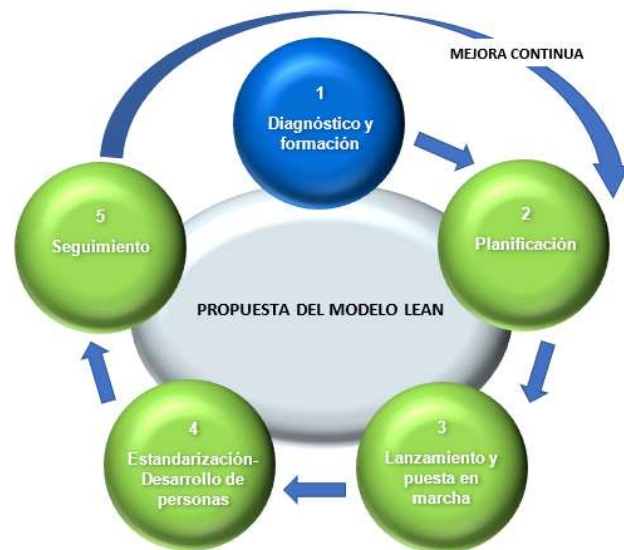 MEJORA CONTINUA
1
Diagnóstico y
formación
2
Planificación
3
Lanzamiento y
puesta en
marcha
4
Estandarización-
Desarrollo de
personas
5
Seguimiento
PROPUESTA DEL MODELO LEAN